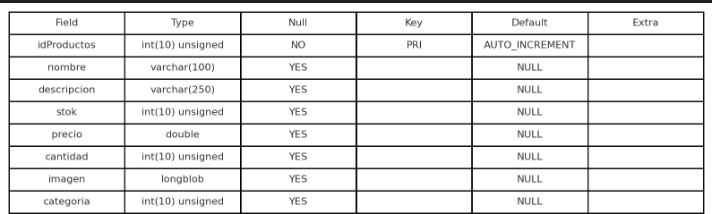 Field Type Null Key Default Extra
idProductos int(10) unsigned NO PRI AUTO_INCREMENT
nombre varchar(100) YES NULL
descripcion varchar(250) YES NULL
stok int(10) unsigned YES NULL
precio double YES NULL
cantidad int(10) unsigned YES NULL
imagen longblob YES NULL
categoria int(10) unsigned YES NULL